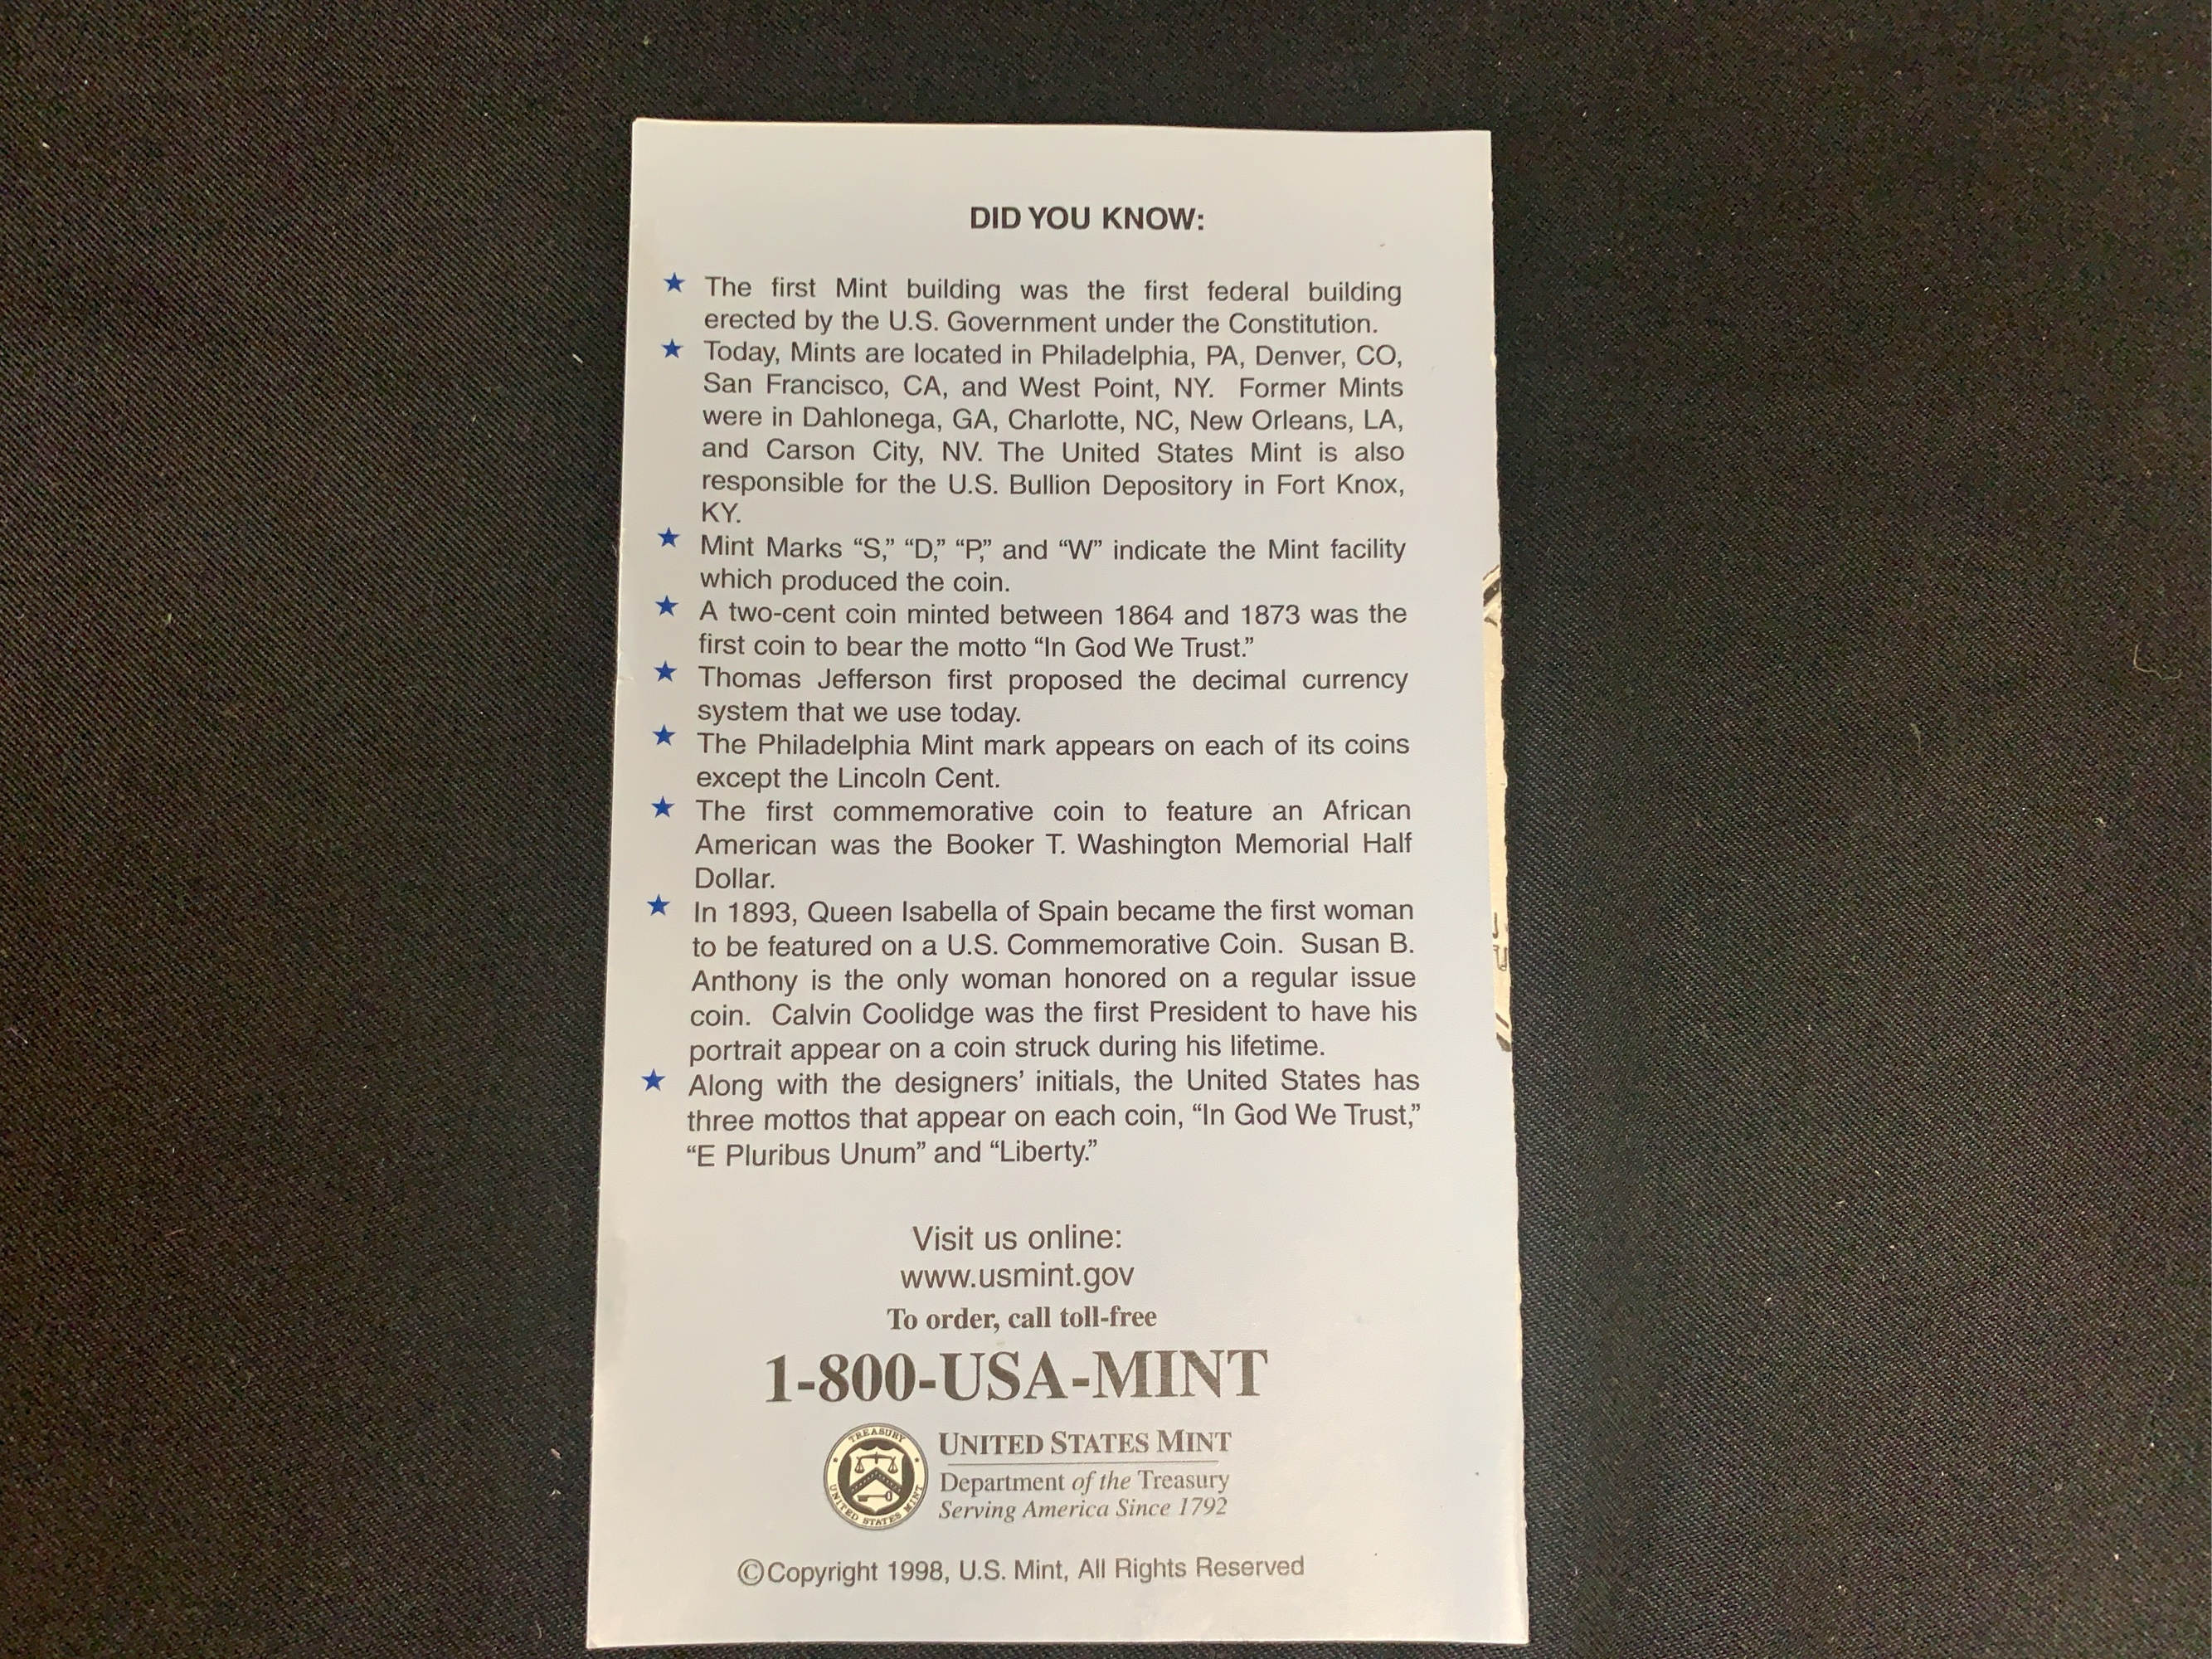 DID YOU KNOW:
★ The first Mint building was the first federal building
erected by the U.S. Government under the Constitution.
★ Today, Mints are located in Philadelphia, PA, Denver, CO,
San Francisco, CA, and West Point, NY. Former Mints
were in Dahlonega, GA, Charlotte, NC, New Orleans, LA,
and Carson City, NV. The United States Mint is also
responsible for the U.S. Bullion Depository in Fort Knox,
KY.
★ Mint Marks “S,” “D,” “P,” and “W” indicate the Mint facility
which produced the coin.
★ A two-cent coin minted between 1864 and 1873 was the
first coin to bear the motto “In God We Trust.”
★ Thomas Jefferson first proposed the decimal currency
system that we use today.
★ The Philadelphia Mint mark appears on each of its coins
except the Lincoln Cent.
★ The first commemorative coin to feature an African
American was the Booker T. Washington Memorial Half
Dollar.
★ In 1893, Queen Isabella of Spain became the first woman
to be featured on a U.S. Commemorative Coin. Susan B.
Anthony is the only woman honored on a regular issue
coin. Calvin Coolidge was the first President to have his
portrait appear on a coin struck during his lifetime.
★ Along with the designers’ initials, the United States has
three mottos that appear on each coin, “In God We Trust,”
“E Pluribus Unum” and “Liberty.”
Visit us online:
www.usmint.gov
To order, call toll-free
1-800-USA-MINT
TREASURY
UNITED STATES MINT
UNITED STATES MINT
Department of the Treasury
Serving America Since 1792
©Copyright 1998, U.S. Mint, All Rights Reserved